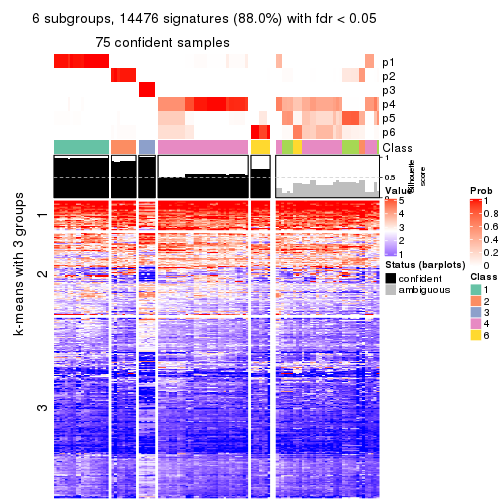 6 subgroups, 14476 signatures (88.0%) with fdr < 0.05
75 confident samples
p1
p2
p3
p4
p5
p6
Class
1
0.5
0
Silhouette
score
k-means with 3 groups
1
2
3
Value
5
4
3
2
1
Status (barplots)
confident
ambiguous
Prob
1
0.8
0.6
0.4
0.2
0
Class
1
2
3
4
5
6